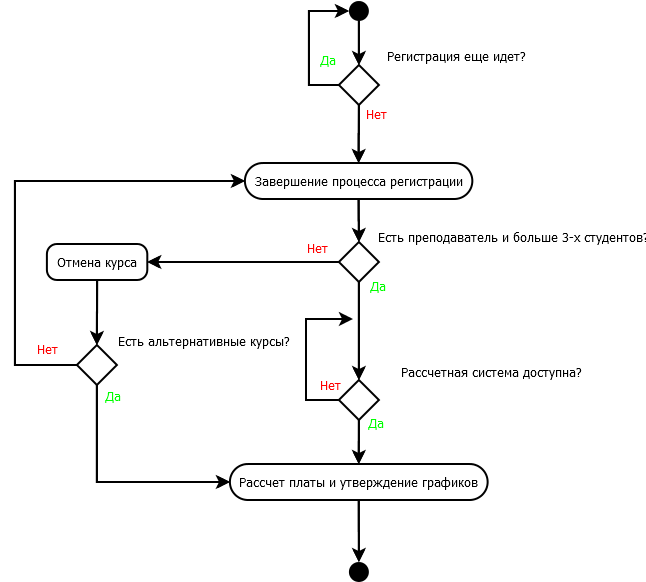 Регистрация еще идет?
Да
Нет
Завершение процесса регистрации
Есть преподаватель и больше 3-х студентов?
Нет
Отмена курса
Да
Есть альтернативные курсы?
Нет
Рассчетная система доступна?
Нет
Да
Да
Рассчет платы и утверждение графиков